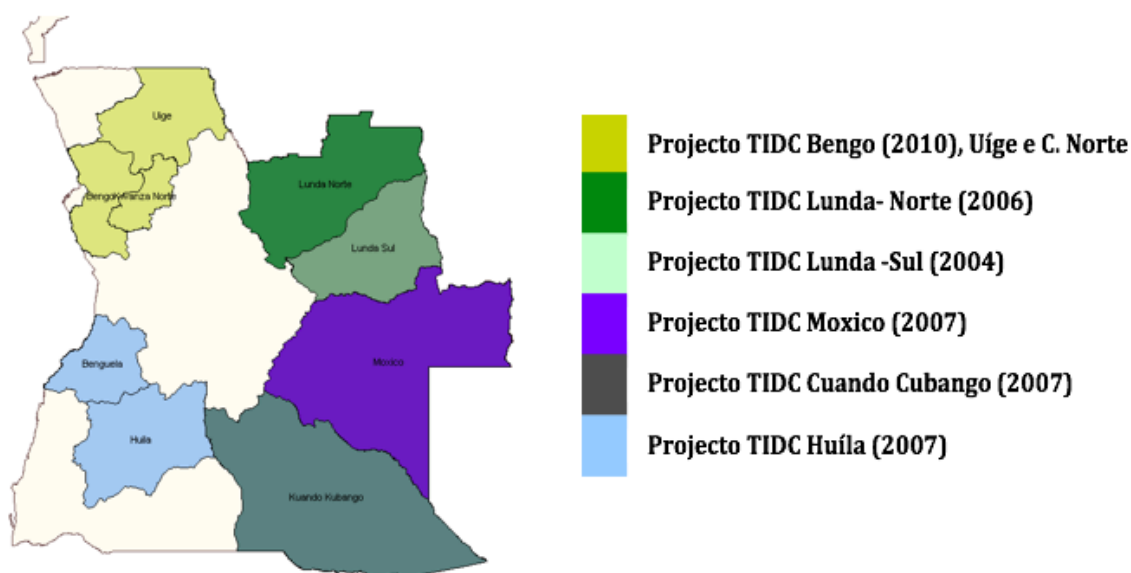 Uige
Bengo
Kwanza Norte
Lunda Norte
Lunda Sul
Moxico
Benguela
Huila
Kuando Kubango
Projecto TIDC Bengo (2010), Uíge e C. Norte
Projecto TIDC Lunda- Norte (2006)
Projecto TIDC Lunda -Sul (2004)
Projecto TIDC Moxico (2007)
Projecto TIDC Cuando Cubango (2007)
Projecto TIDC Huíla (2007)